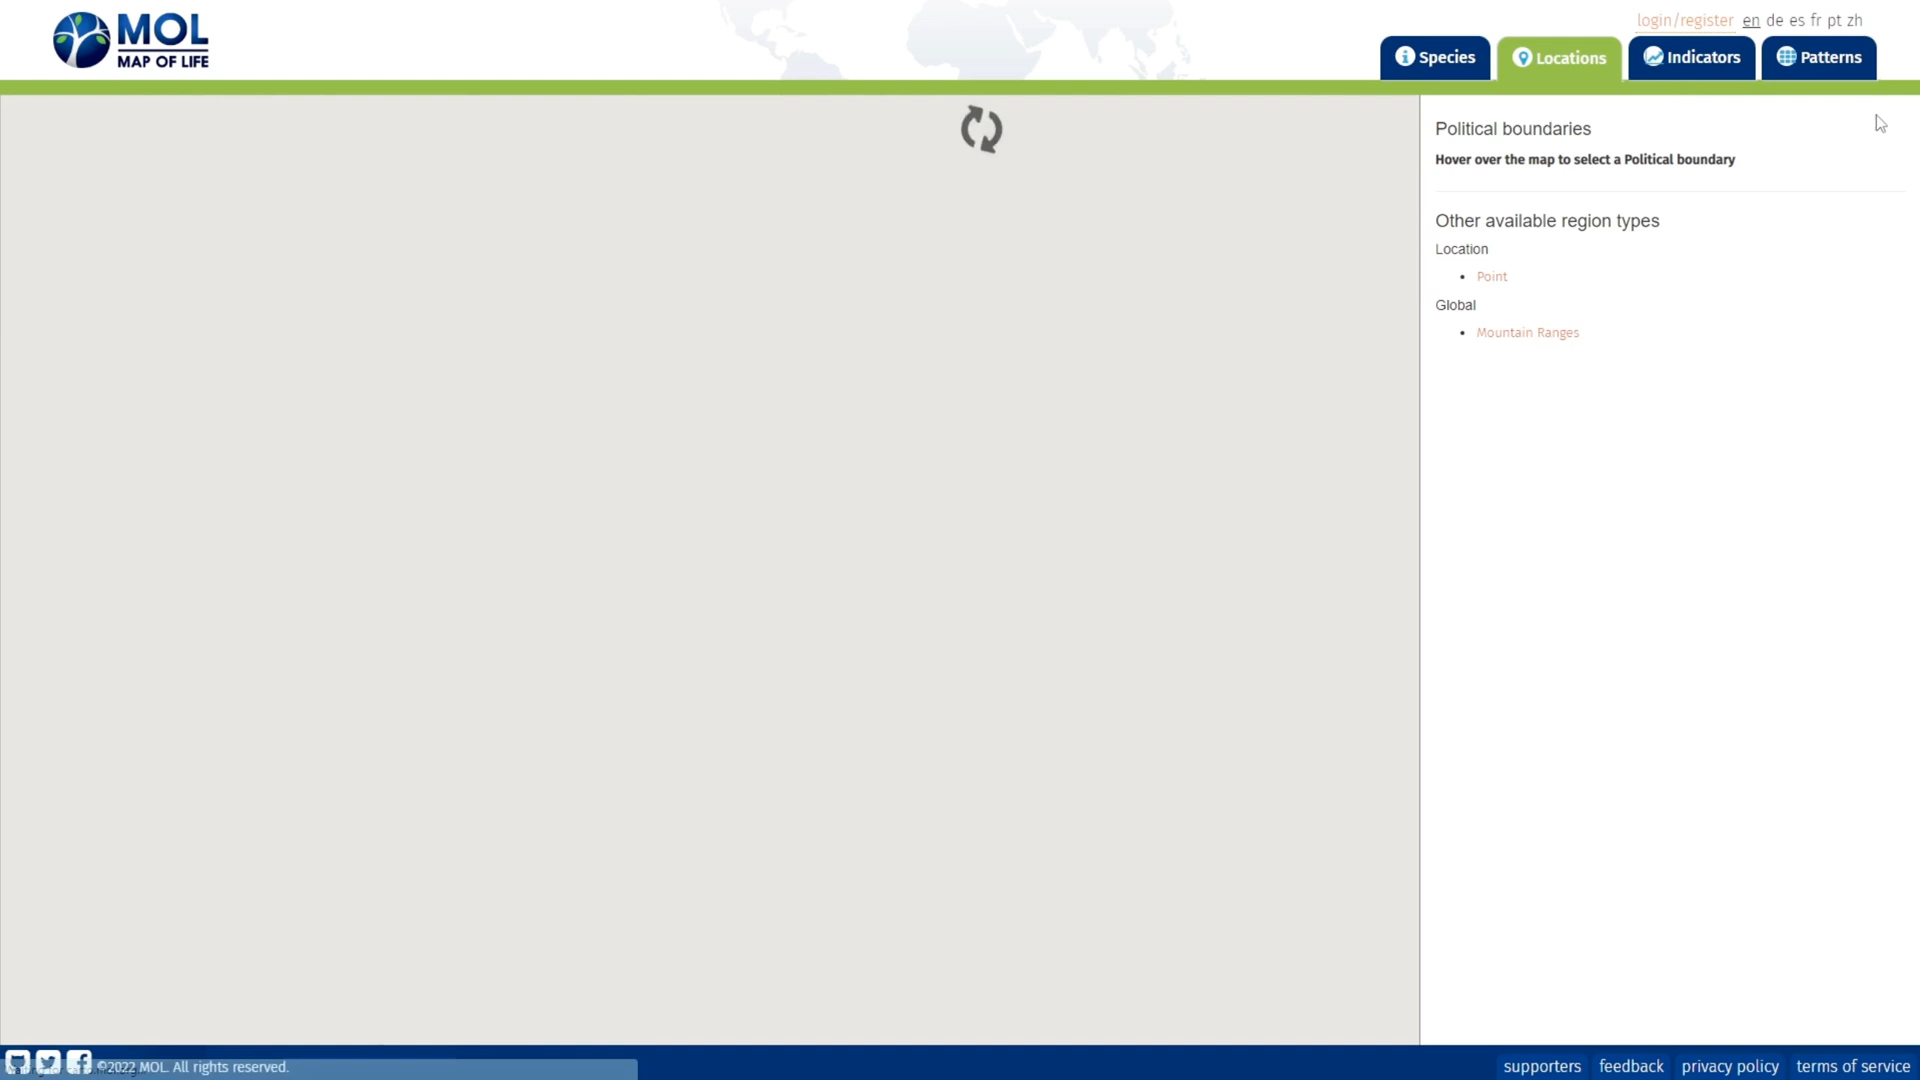 MOL
MAP OF LIFE
login/register en de es fr pt zh
Species
Locations
Indicators
Patterns
Political boundaries
Hover over the map to select a Political boundary
Other available region types
Location
• Point
Global
• Mountain Ranges
©2022 MOL. All rights reserved.
supporters
feedback
privacy policy
terms of service